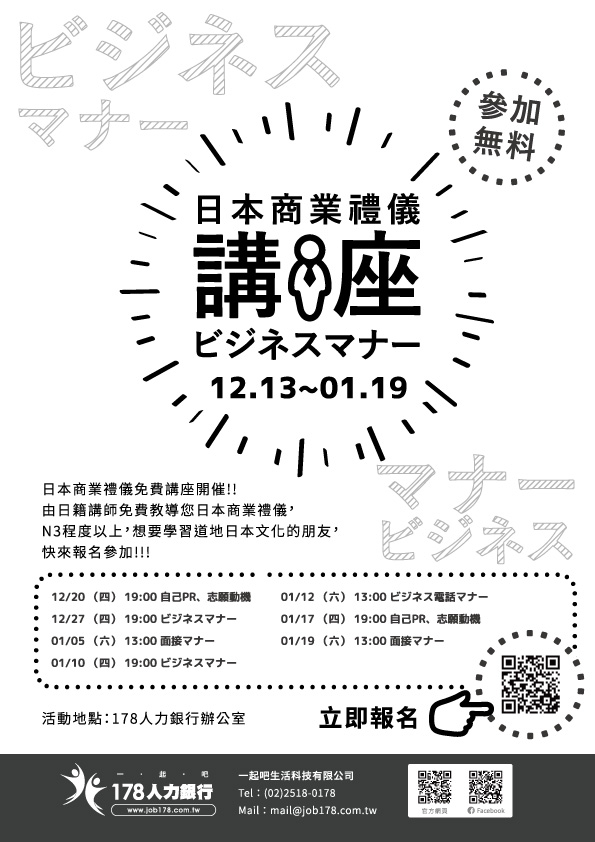 ビジネス
マナー
參加
無料
日本商業禮儀
講座
ビジネスマナー
12.13~01.19
マナー
ビジネス
日本商業禮儀免費講座開催!!
由日籍講師免費教導您日本商業禮儀，
N3程度以上，想要學習道地日本文化的朋友，
快來報名參加!!!
12/20（四）19:00 自己PR、志願動機
12/27（四）19:00 ビジネスマナー
01/05（六）13:00 面接マナー
01/10（四）19:00 ビジネスマナー
01/12（六）13:00 ビジネス電話マナー
01/17（四）19:00 自己PR、志願動機
01/19（六）13:00 面接マナー
活動地點：178人力銀行辦公室
立即報名
一・起・吧
178人力銀行
www.job178.com.tw
一起吧生活科技有限公司
Tel：(02)2518-0178
Mail：mail@job178.com.tw
官方網頁
Facebook